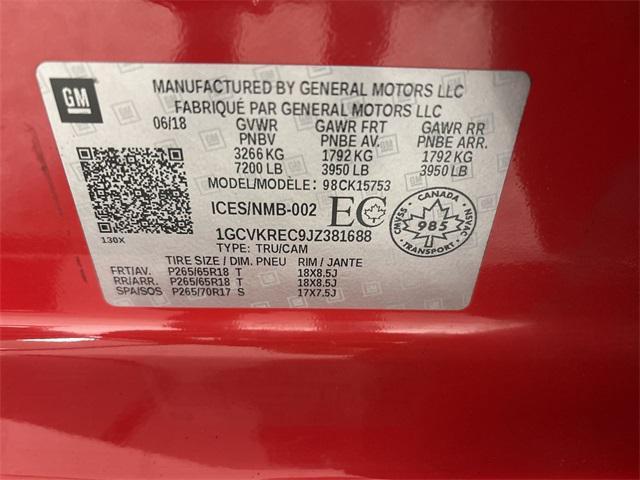 GM
MANUFACTURED BY GENERAL MOTORS LLC
FABRIQUÉ PAR GENERAL MOTORS LLC
06/18 GVWR GAWR FRT GAWR RR
PNBV PNBE AV. PNBE ARR.
3266 KG 1792 KG 1792 KG
7200 LB 3950 LB 3950 LB
MODEL/MODÈLE: 98CK15753
ICES/NMB-002 EC
CANADA
CMVSS 985 NSVAC
TRANSPORT
130X
1GCVKREC9JZ381688
TYPE: TRU/CAM
TIRE SIZE / DIM. PNEU RIM / JANTE
FRT/AV. P265/65R18 T 18X8.5J
RR/ARR. P265/65R18 T 18X8.5J
SPA/SOS P265/70R17 S 17X7.5J